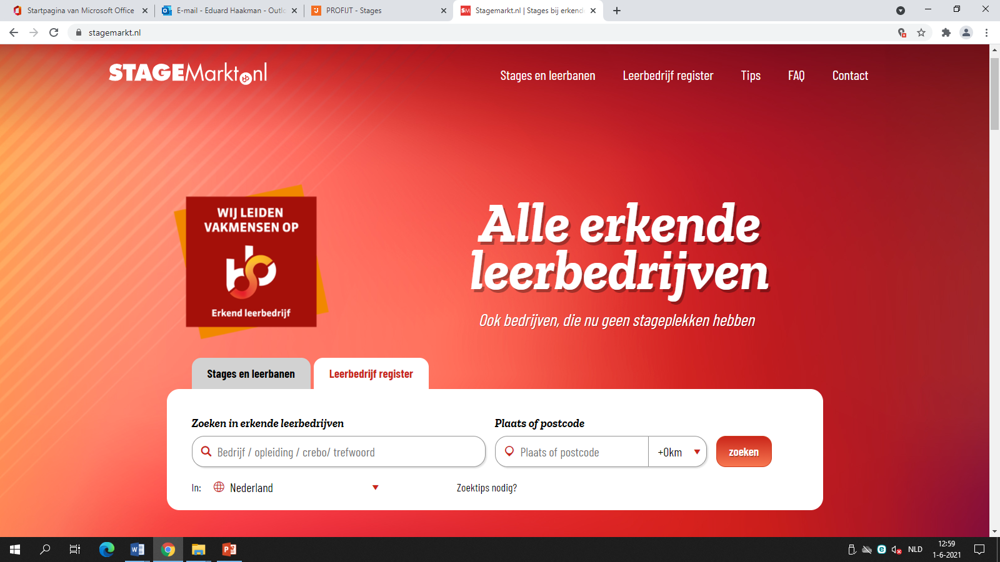 Startpagina van Microsoft Office
E-mail - Eduard Haakman - Outlo
PROFIJT - Stages
SM Stagemarkt.nl | Stages bij erkend
stagemarkt.nl
STAGEMarkt.nl
Stages en leerbanen
Leerbedrijf register
Tips
FAQ
Contact
WIJ LEIDEN
VAKMENSEN OP
Erkend leerbedrijf
Alle erkende
leerbedrijven
Ook bedrijven, die nu geen stageplekken hebben
Stages en leerbanen
Leerbedrijf register
Zoeken in erkende leerbedrijven
Plaats of postcode
Bedrijf / opleiding / crebo/ trefwoord
Plaats of postcode
+0km
zoeken
In:
Nederland
Zoektips nodig?
NLD
12:59
1-6-2021